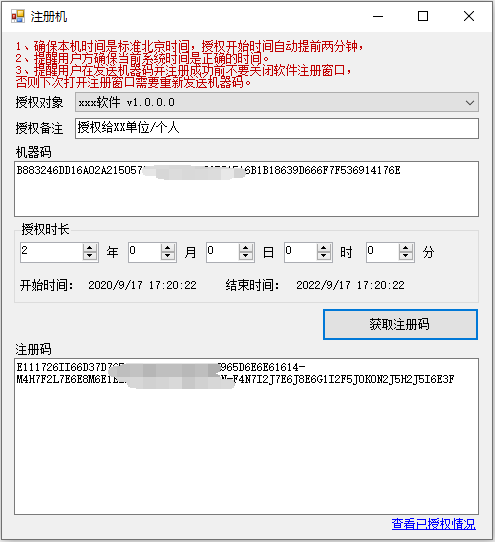 注册机
1、确保本机时间是标准北京时间，授权开始时间自动提前两分钟，
2、提醒用户方确保当前系统时间是正确的时间。
3、提醒用户在发送机器码并注册成功前不要关闭软件注册窗口，
否则下次打开注册窗口需要重新发送机器码。
授权对象 xxx软件 v1.0.0.0
授权备注 授权给XX单位/个人
机器码
B883246DD16A02A215057 6B1B18639D666F7F536914176E
授权时长
2 年 0 月 0 日 0 时 0 分
开始时间： 2020/9/17 17:20:22 结束时间： 2022/9/17 17:20:22
获取注册码
注册码
E111726II66D37D7 965D6E6E61614-
M4H7F2L7E6E8M6E1E -F4N7I2J7E6J8E6G1I2F5J0K0N2J5H2J5I6E3F
查看已授权情况